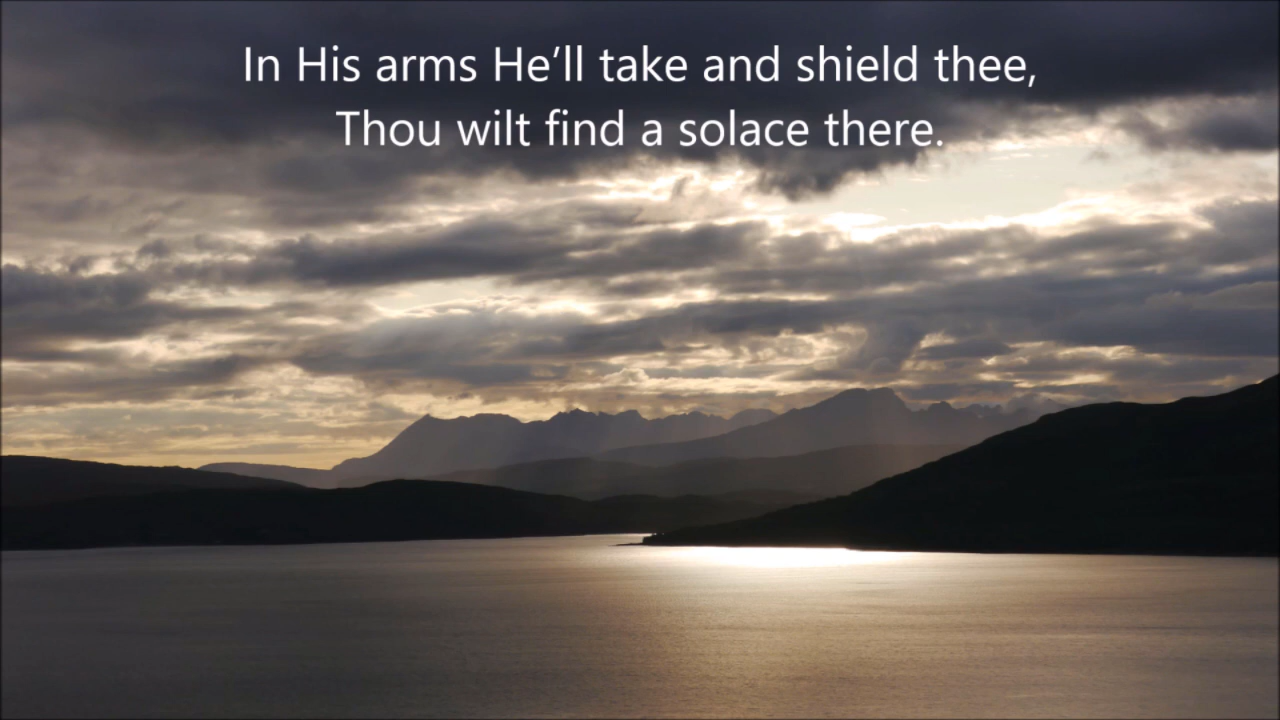 In His arms He’ll take and shield thee,
Thou wilt find a solace there.